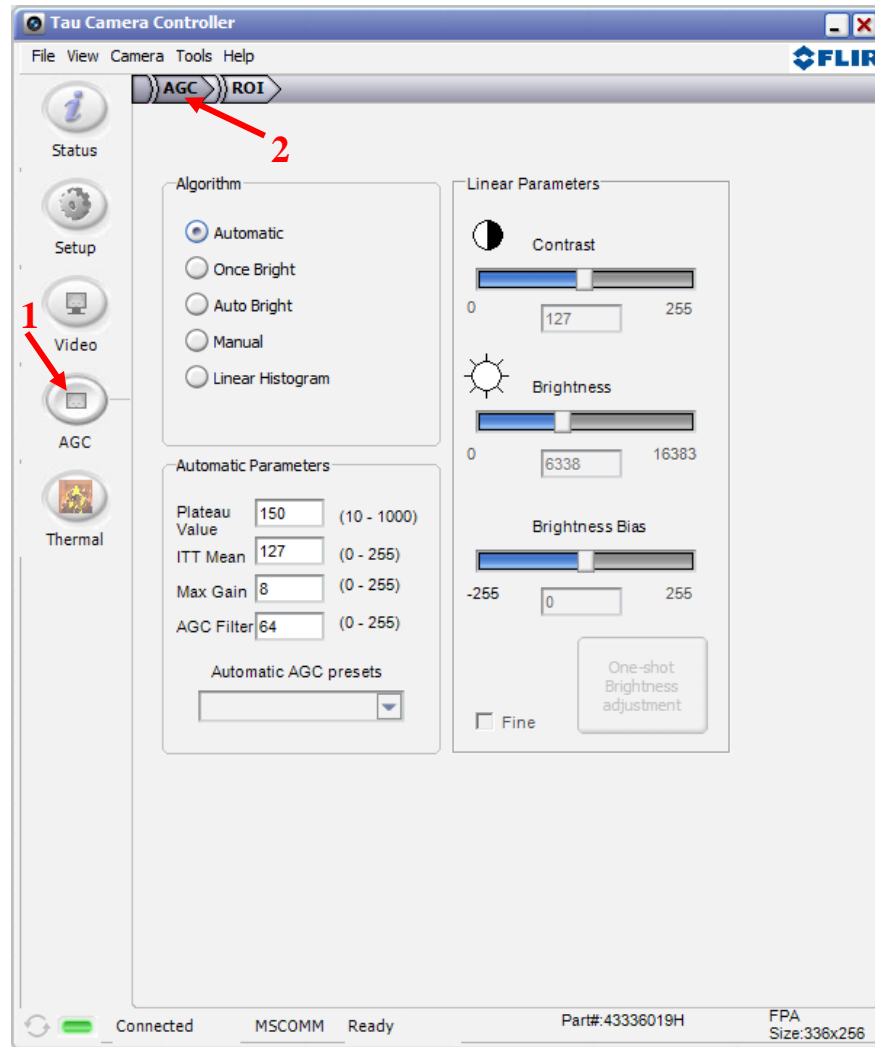 Tau Camera Controller
File View Camera Tools Help
FLIR
AGC ROI
2
Status
Setup
1
Video
AGC
Thermal
Algorithm
Automatic
Once Bright
Auto Bright
Manual
Linear Histogram
Automatic Parameters
Plateau Value 150 (10 - 1000)
ITT Mean 127 (0 - 255)
Max Gain 8 (0 - 255)
AGC Filter 64 (0 - 255)
Automatic AGC presets
Linear Parameters
Contrast
0 127 255
Brightness
0 6338 16383
Brightness Bias
-255 0 255
Fine
One-shot
Brightness
adjustment
Connected MSCOMM Ready Part#:43336019H FPA
Size:336x256